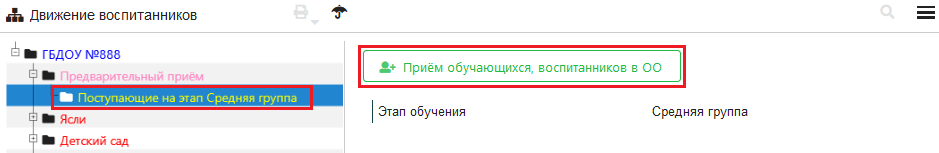 Движение воспитанников
ГБДОУ №888
Предварительный приём
Поступающие на этап Средняя группа
Ясли
Детский сад
Приём обучающихся, воспитанников в ОО
Этап обучения Средняя группа